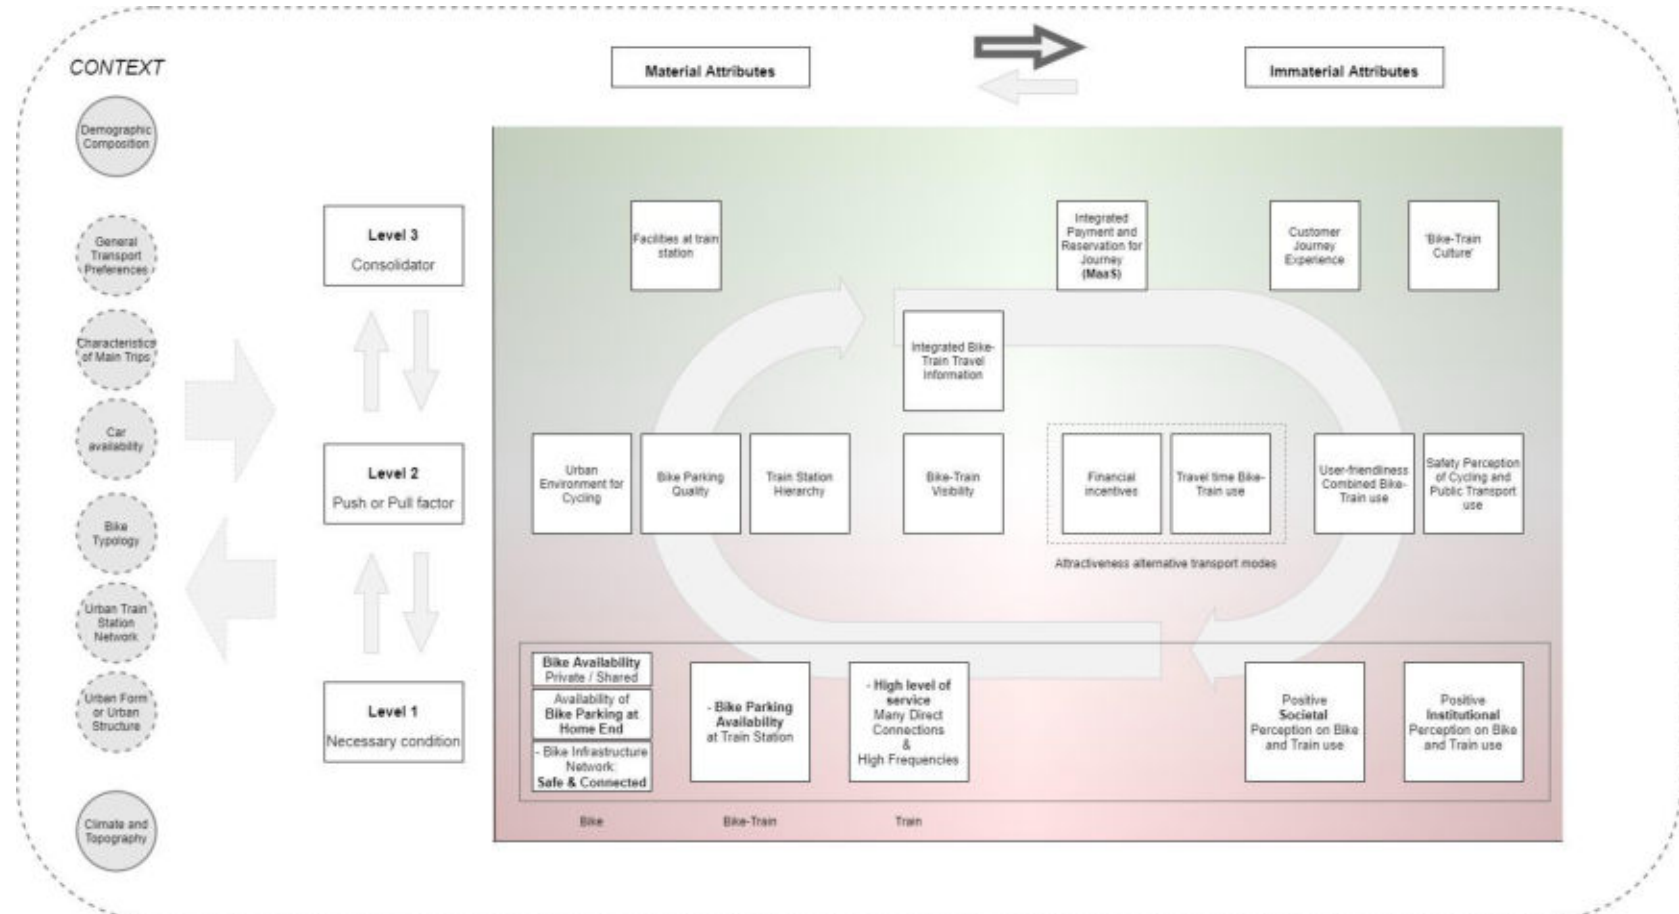 CONTEXT
Demographic
Composition
General
Transport
Preferences
Characteristics
of Main Trips
Car
availability
Bike
Typology
Urban Train
Station
Network
Urban Form
or Urban
Structure
Climate and
Topography
Level 3
Consolidator
Level 2
Push or Pull factor
Level 1
Necessary condition
Material Attributes
Immaterial Attributes
Facilities at train
station
Integrated
Payment and
Reservation for
Journey
(MaaS)
Customer
Journey
Experience
'Bike-Train
Culture'
Integrated Bike-
Train Travel
Information
Urban
Environment for
Cycling
Bike Parking
Quality
Train Station
Hierarchy
Bike-Train
Visibility
Financial
incentives
Travel time Bike-
Train use
User-friendliness
Combined Bike-
Train use
Safety Perception
of Cycling and
Public Transport
use
Attractiveness alternative transport modes
Bike Availability
Private / Shared
Availability of
Bike Parking at
Home End
- Bike Infrastructure
Network:
Safe & Connected
- Bike Parking
Availability
at Train Station
- High level of
service
Many Direct
Connections
&
High Frequencies
Positive
Societal
Perception on Bike
and Train use
Positive
Institutional
Perception on Bike
and Train use
Bike
Bike-Train
Train